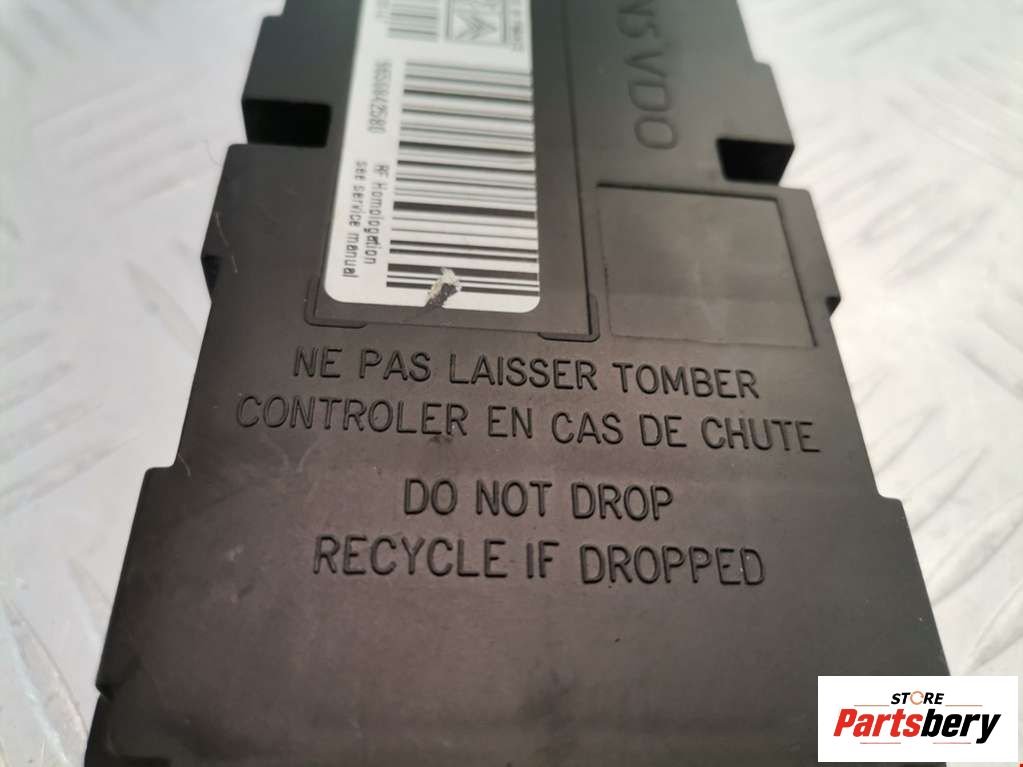 NS VDO
RF Homologation
see service manual
NE PAS LAISSER TOMBER
CONTROLER EN CAS DE CHUTE
DO NOT DROP
RECYCLE IF DROPPED
STORE
Partsbery